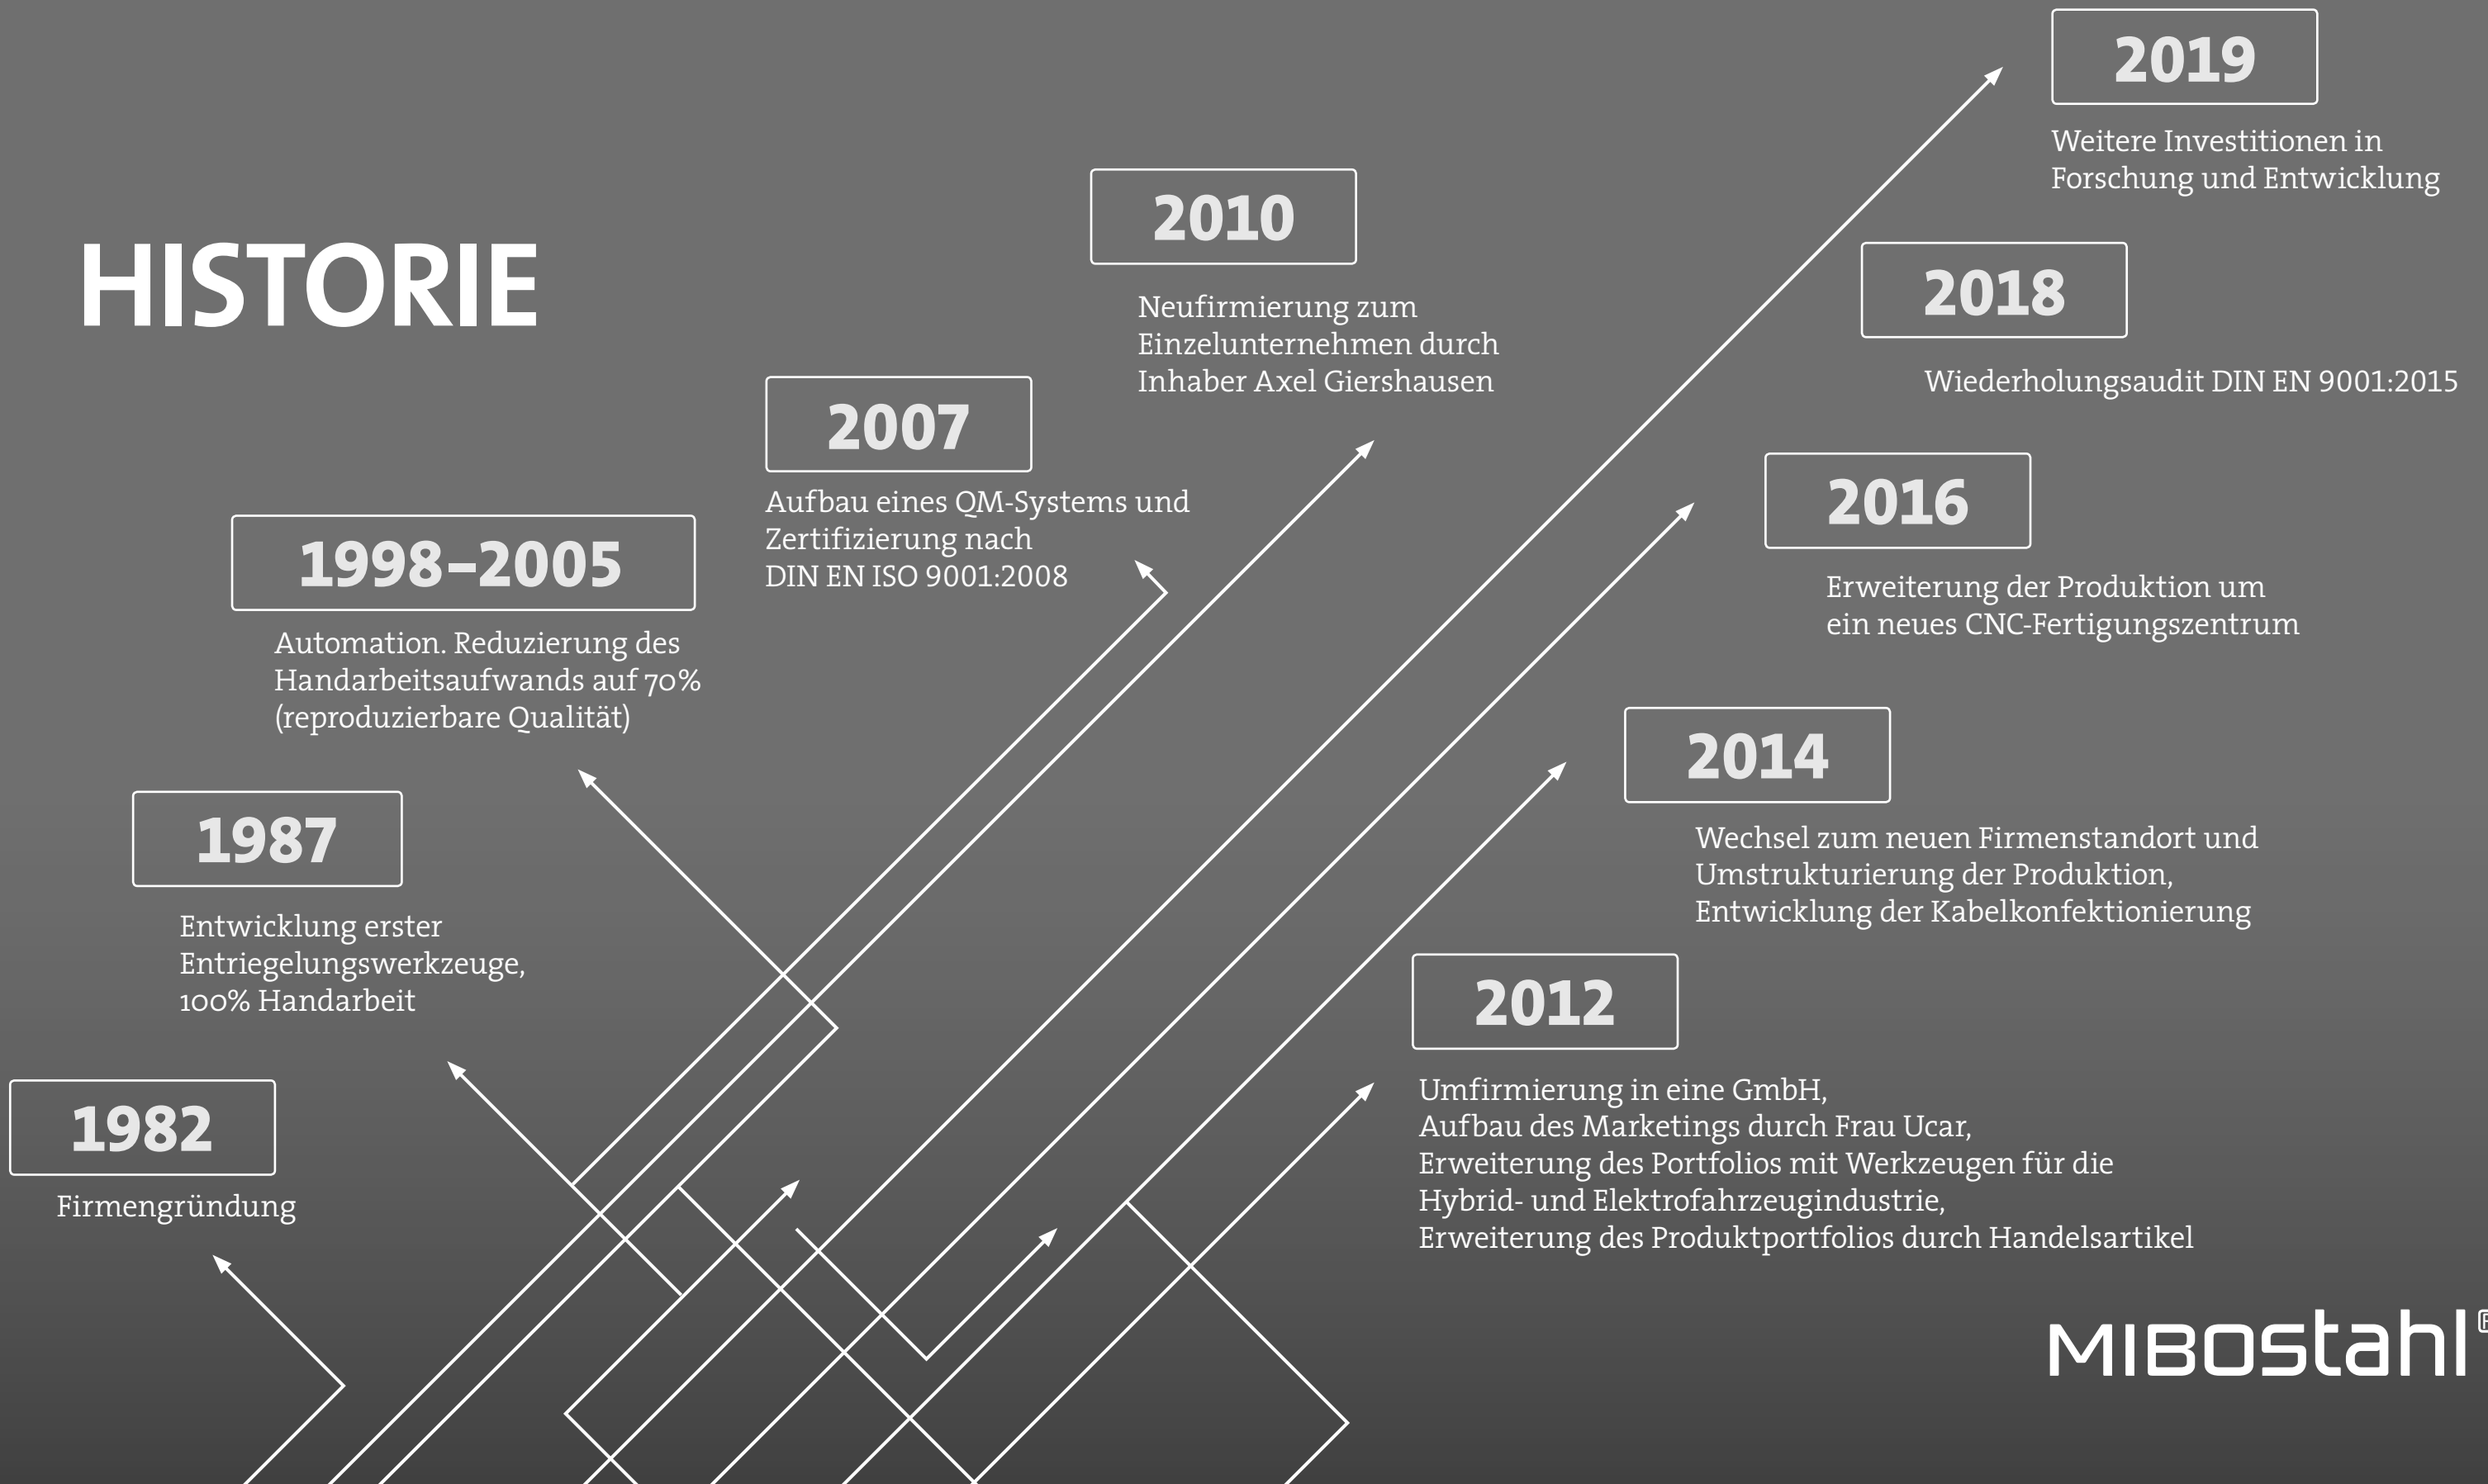 HISTORIE
1982
Firmengründung
1987
Entwicklung erster
Entriegelungswerkzeuge,
100% Handarbeit
1998–2005
Automation. Reduzierung des
Handarbeitsaufwands auf 70%
(reproduzierbare Qualität)
2007
Aufbau eines QM-Systems und
Zertifizierung nach
DIN EN ISO 9001:2008
2010
Neufirmierung zum
Einzelunternehmen durch
Inhaber Axel Giershausen
2012
Umfirmierung in eine GmbH,
Aufbau des Marketings durch Frau Ucar,
Erweiterung des Portfolios mit Werkzeugen für die
Hybrid- und Elektrofahrzeugindustrie,
Erweiterung des Produktportfolios durch Handelsartikel
2014
Wechsel zum neuen Firmenstandort und
Umstrukturierung der Produktion,
Entwicklung der Kabelkonfektionierung
2016
Erweiterung der Produktion um
ein neues CNC-Fertigungszentrum
2018
Wiederholungsaudit DIN EN 9001:2015
2019
Weitere Investitionen in
Forschung und Entwicklung
MIBOstahl®